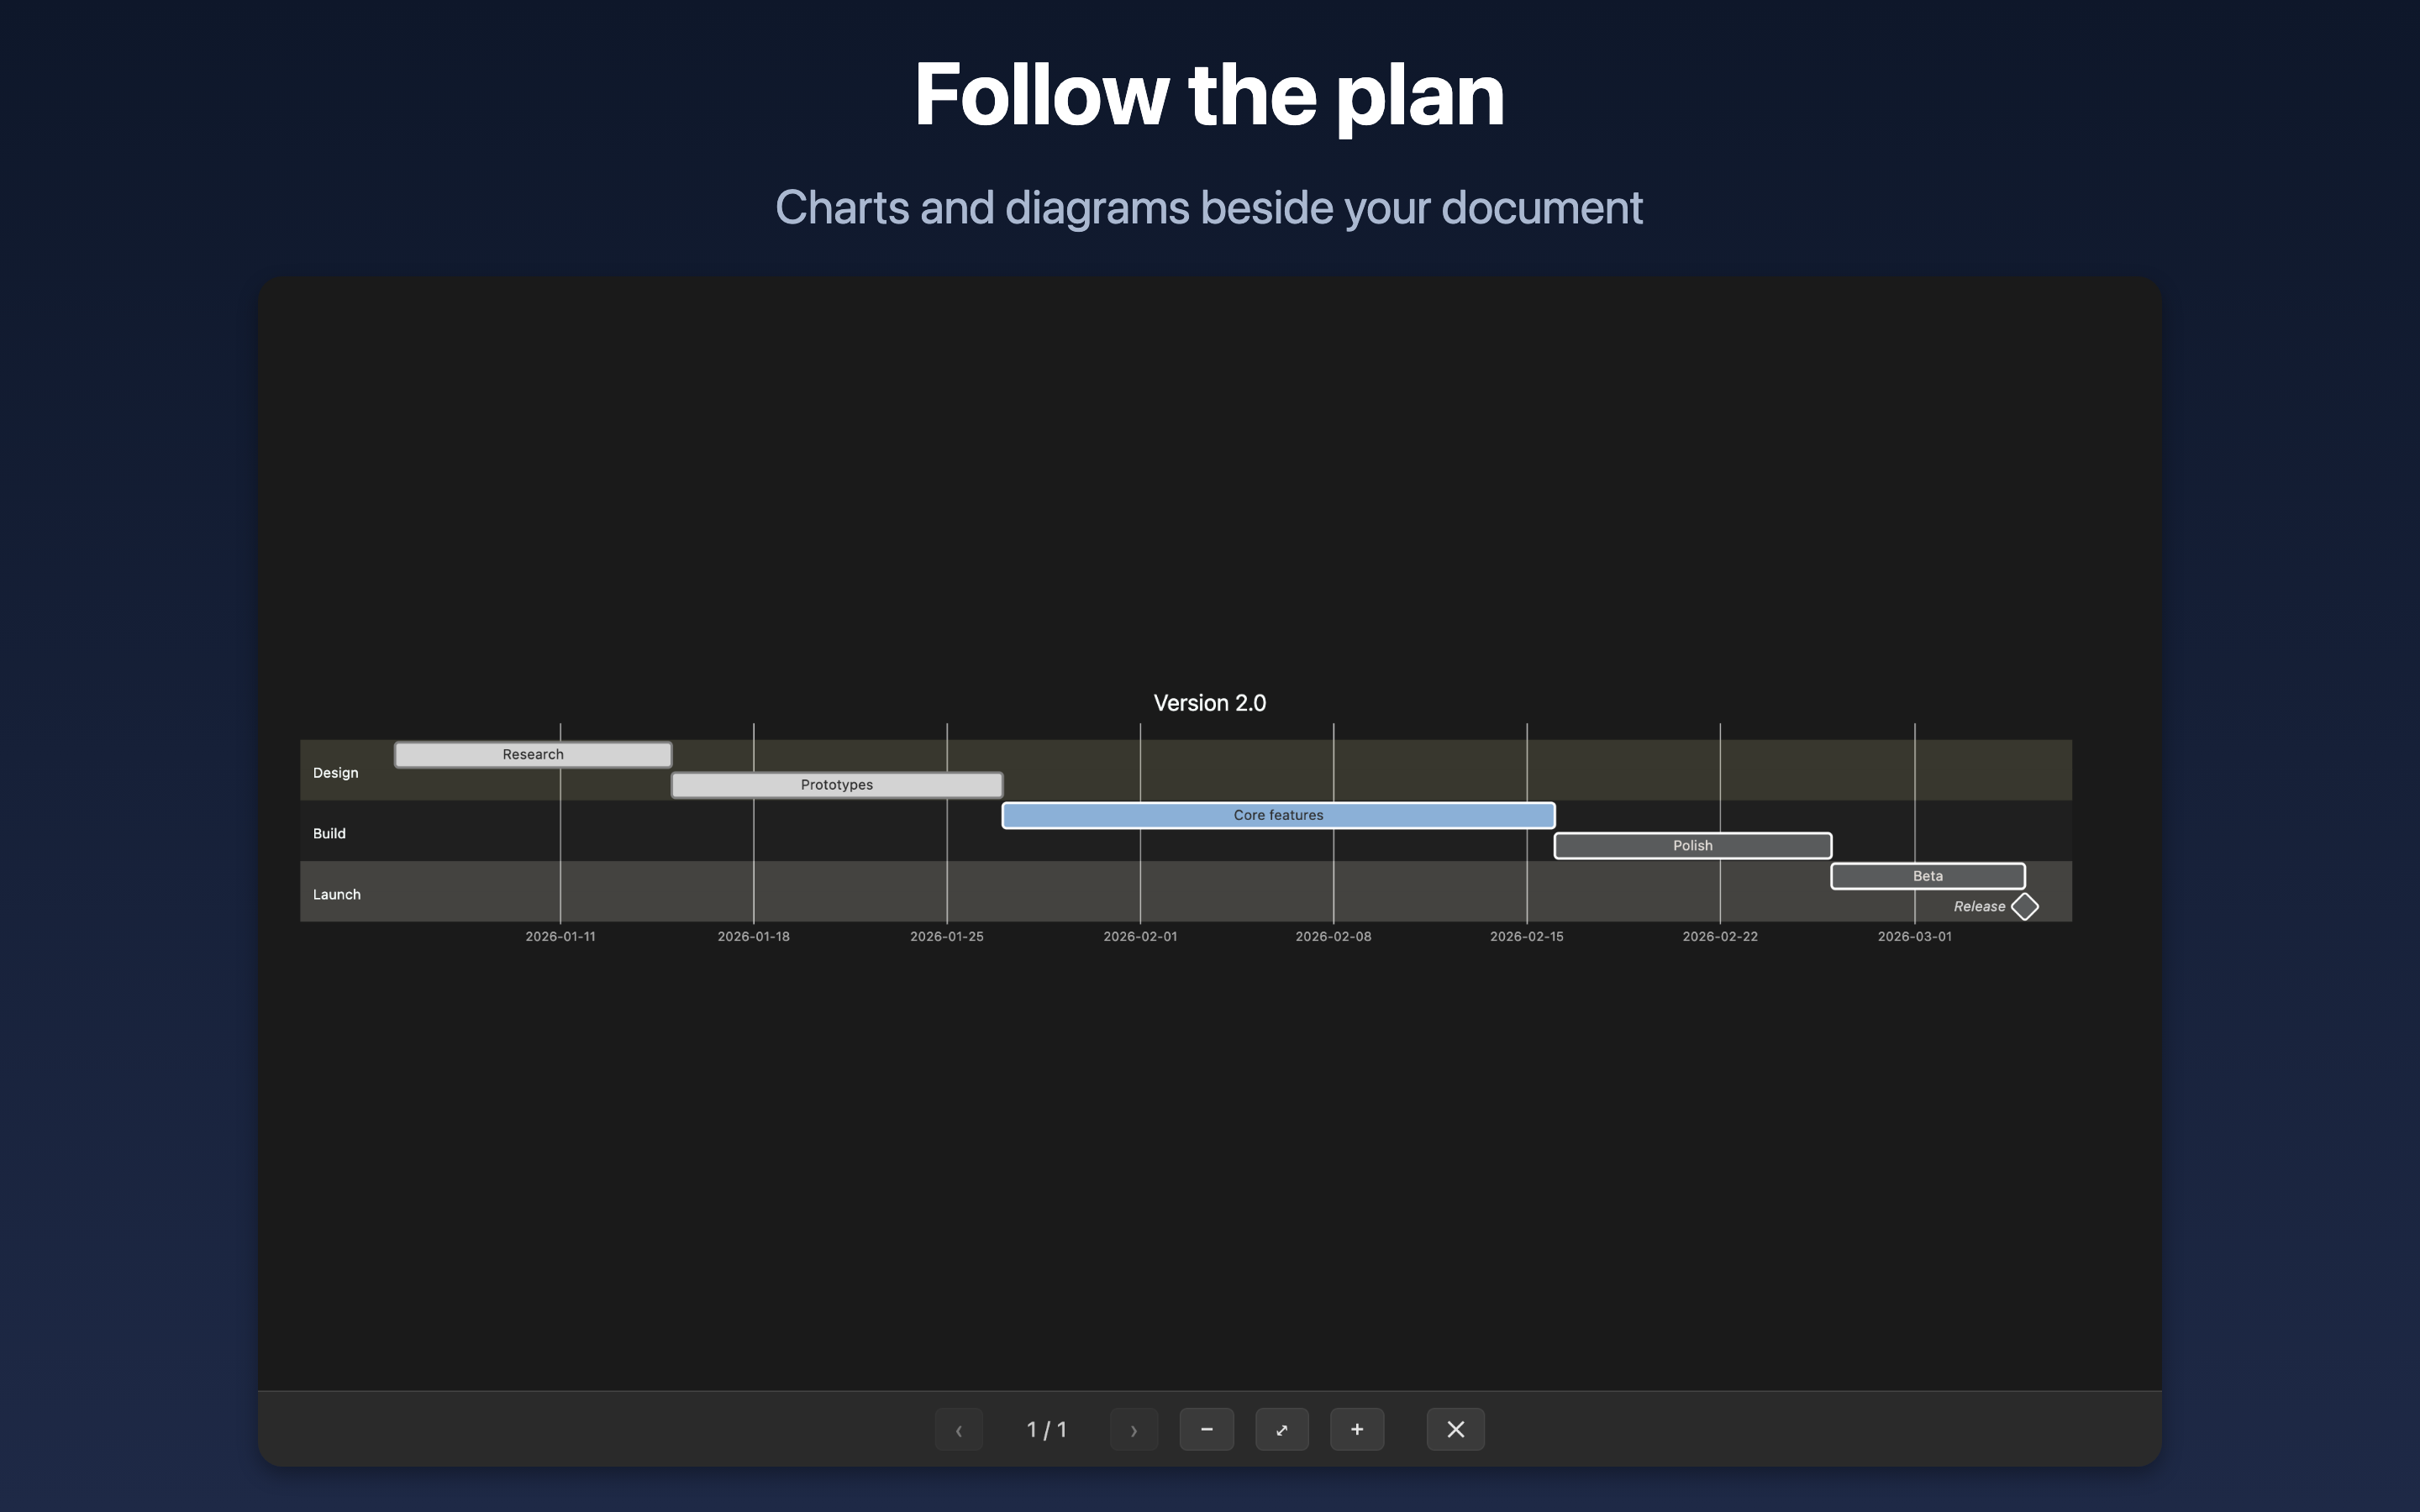 Follow the plan
Charts and diagrams beside your document
Version 2.0
Design
Research
Prototypes
Build
Core features
Polish
Launch
Beta
Release
2026-01-11
2026-01-18
2026-01-25
2026-02-01
2026-02-08
2026-02-15
2026-02-22
2026-03-01
1 / 1